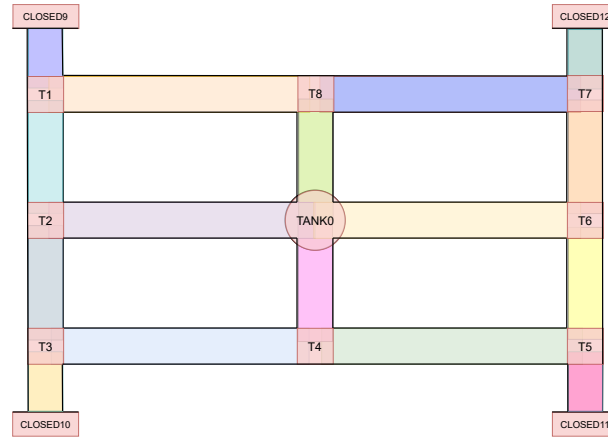 CLOSED9
CLOSED12
T1
T8
T7
T2
TANK0
T6
T3
T4
T5
CLOSED10
CLOSED11